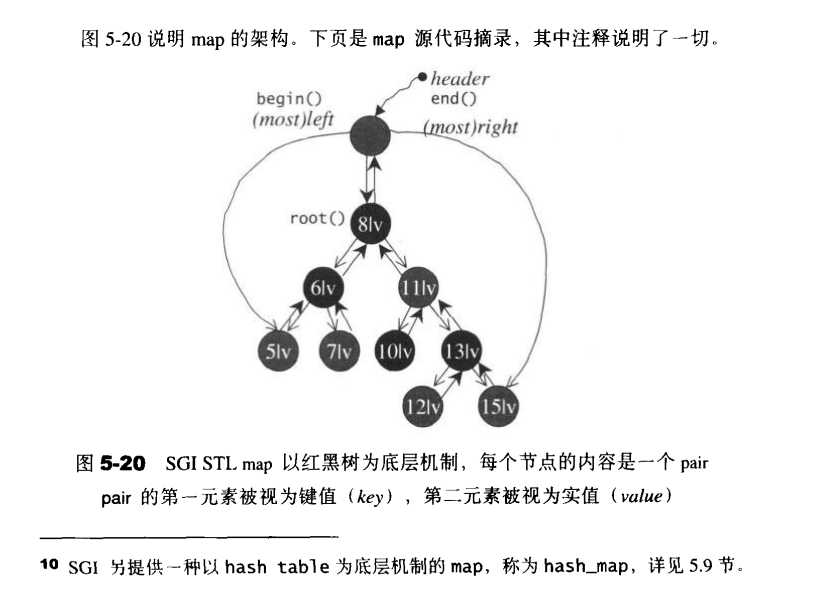 图 5-20 说明 map 的架构。下页是 map 源代码摘录，其中注释说明了一切。
header
begin()
end()
(most)left
(most)right
root()
8|v
6|v
11|v
5|v
7|v
10|v
13|v
12|v
15|v
图 5-20 SGI STL map 以红黑树为底层机制，每个节点的内容是一个 pair
pair 的第一元素被视为键值（key），第二元素被视为实值（value）
10 SGI 另提供一种以 hash table 为底层机制的 map，称为 hash_map，详见 5.9 节。